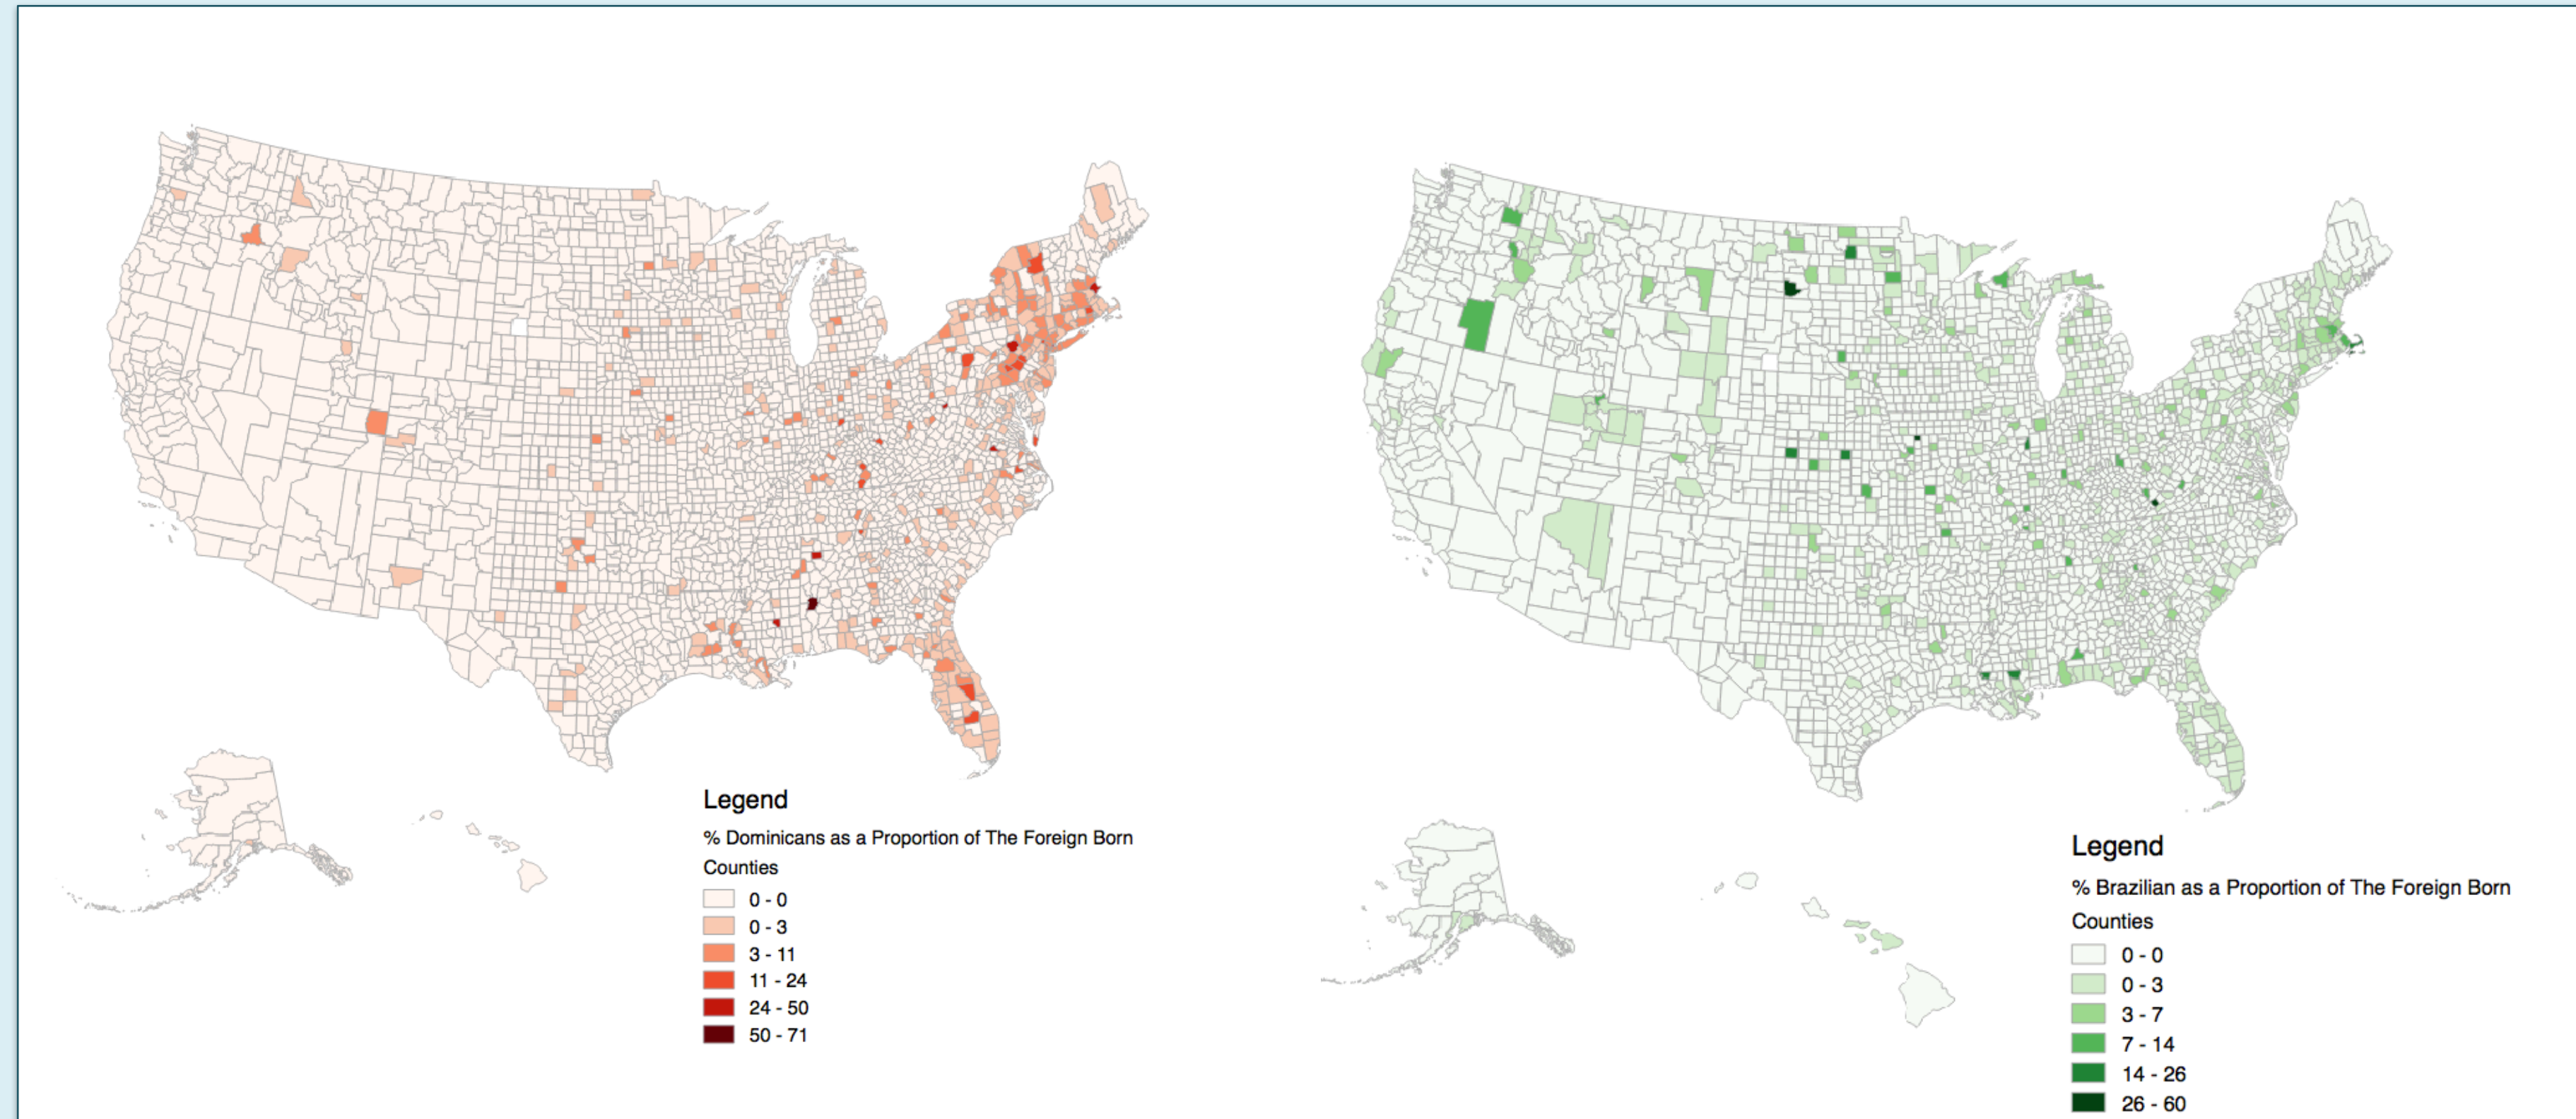 Legend
% Dominicans as a Proportion of The Foreign Born
Counties
0 - 0
0 - 3
3 - 11
11 - 24
24 - 50
50 - 71
Legend
% Brazilian as a Proportion of The Foreign Born
Counties
0 - 0
0 - 3
3 - 7
7 - 14
14 - 26
26 - 60